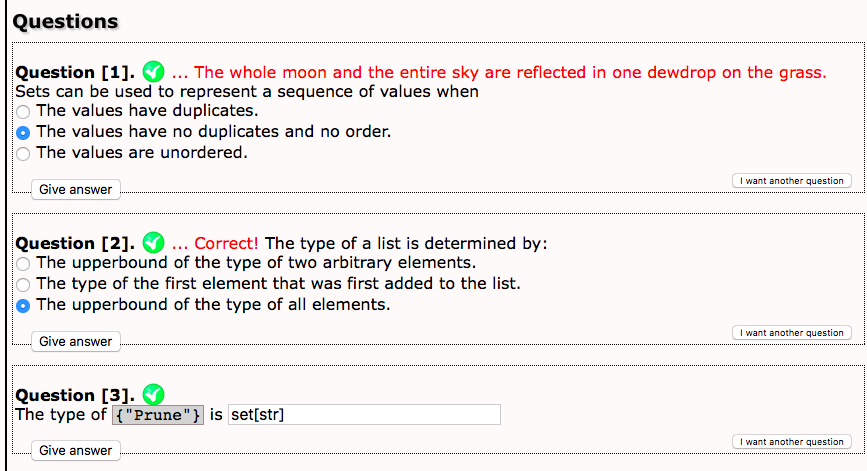 Questions
Question [1]. ... The whole moon and the entire sky are reflected in one dewdrop on the grass.
Sets can be used to represent a sequence of values when
The values have duplicates.
The values have no duplicates and no order.
The values are unordered.
I want another question
Give answer
Question [2]. ... Correct! The type of a list is determined by:
The upperbound of the type of two arbitrary elements.
The type of the first element that was first added to the list.
The upperbound of the type of all elements.
I want another question
Give answer
Question [3].
The type of {"Prune"} is set[str]
I want another question
Give answer